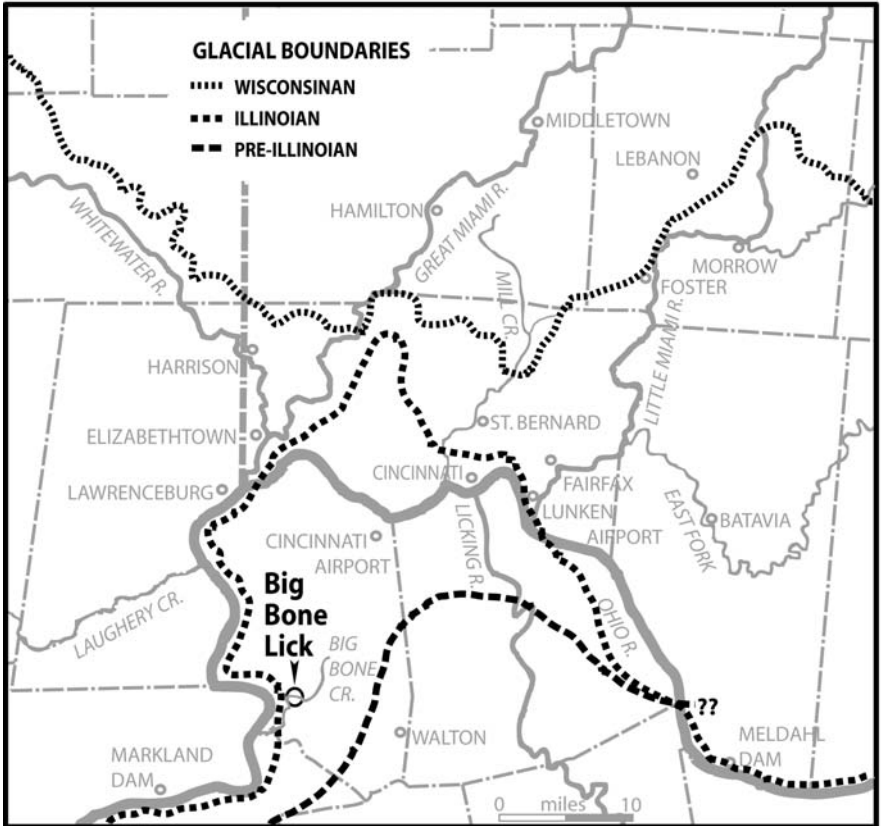 GLACIAL BOUNDARIES
WISCONSINAN
ILLINOIAN
PRE-ILLINOIAN
MIDDLETOWN
LEBANON
WHITEWATER R.
HAMILTON
GREAT MIAMI R.
MILL CR.
MORROW
FOSTER
LITTLE MIAMI R.
HARRISON
ELIZABETHTOWN
ST. BERNARD
LAWRENCEBURG
CINCINNATI
FAIRFAX
LUNKEN
AIRPORT
EAST FORK
BATAVIA
CINCINNATI
AIRPORT
LICKING R.
Big
Bone
Lick
BIG
BONE
CR.
LAUGHERY CR.
OHIO R.
??
WALTON
MELDAHL
DAM
MARKLAND
DAM
0 miles 10